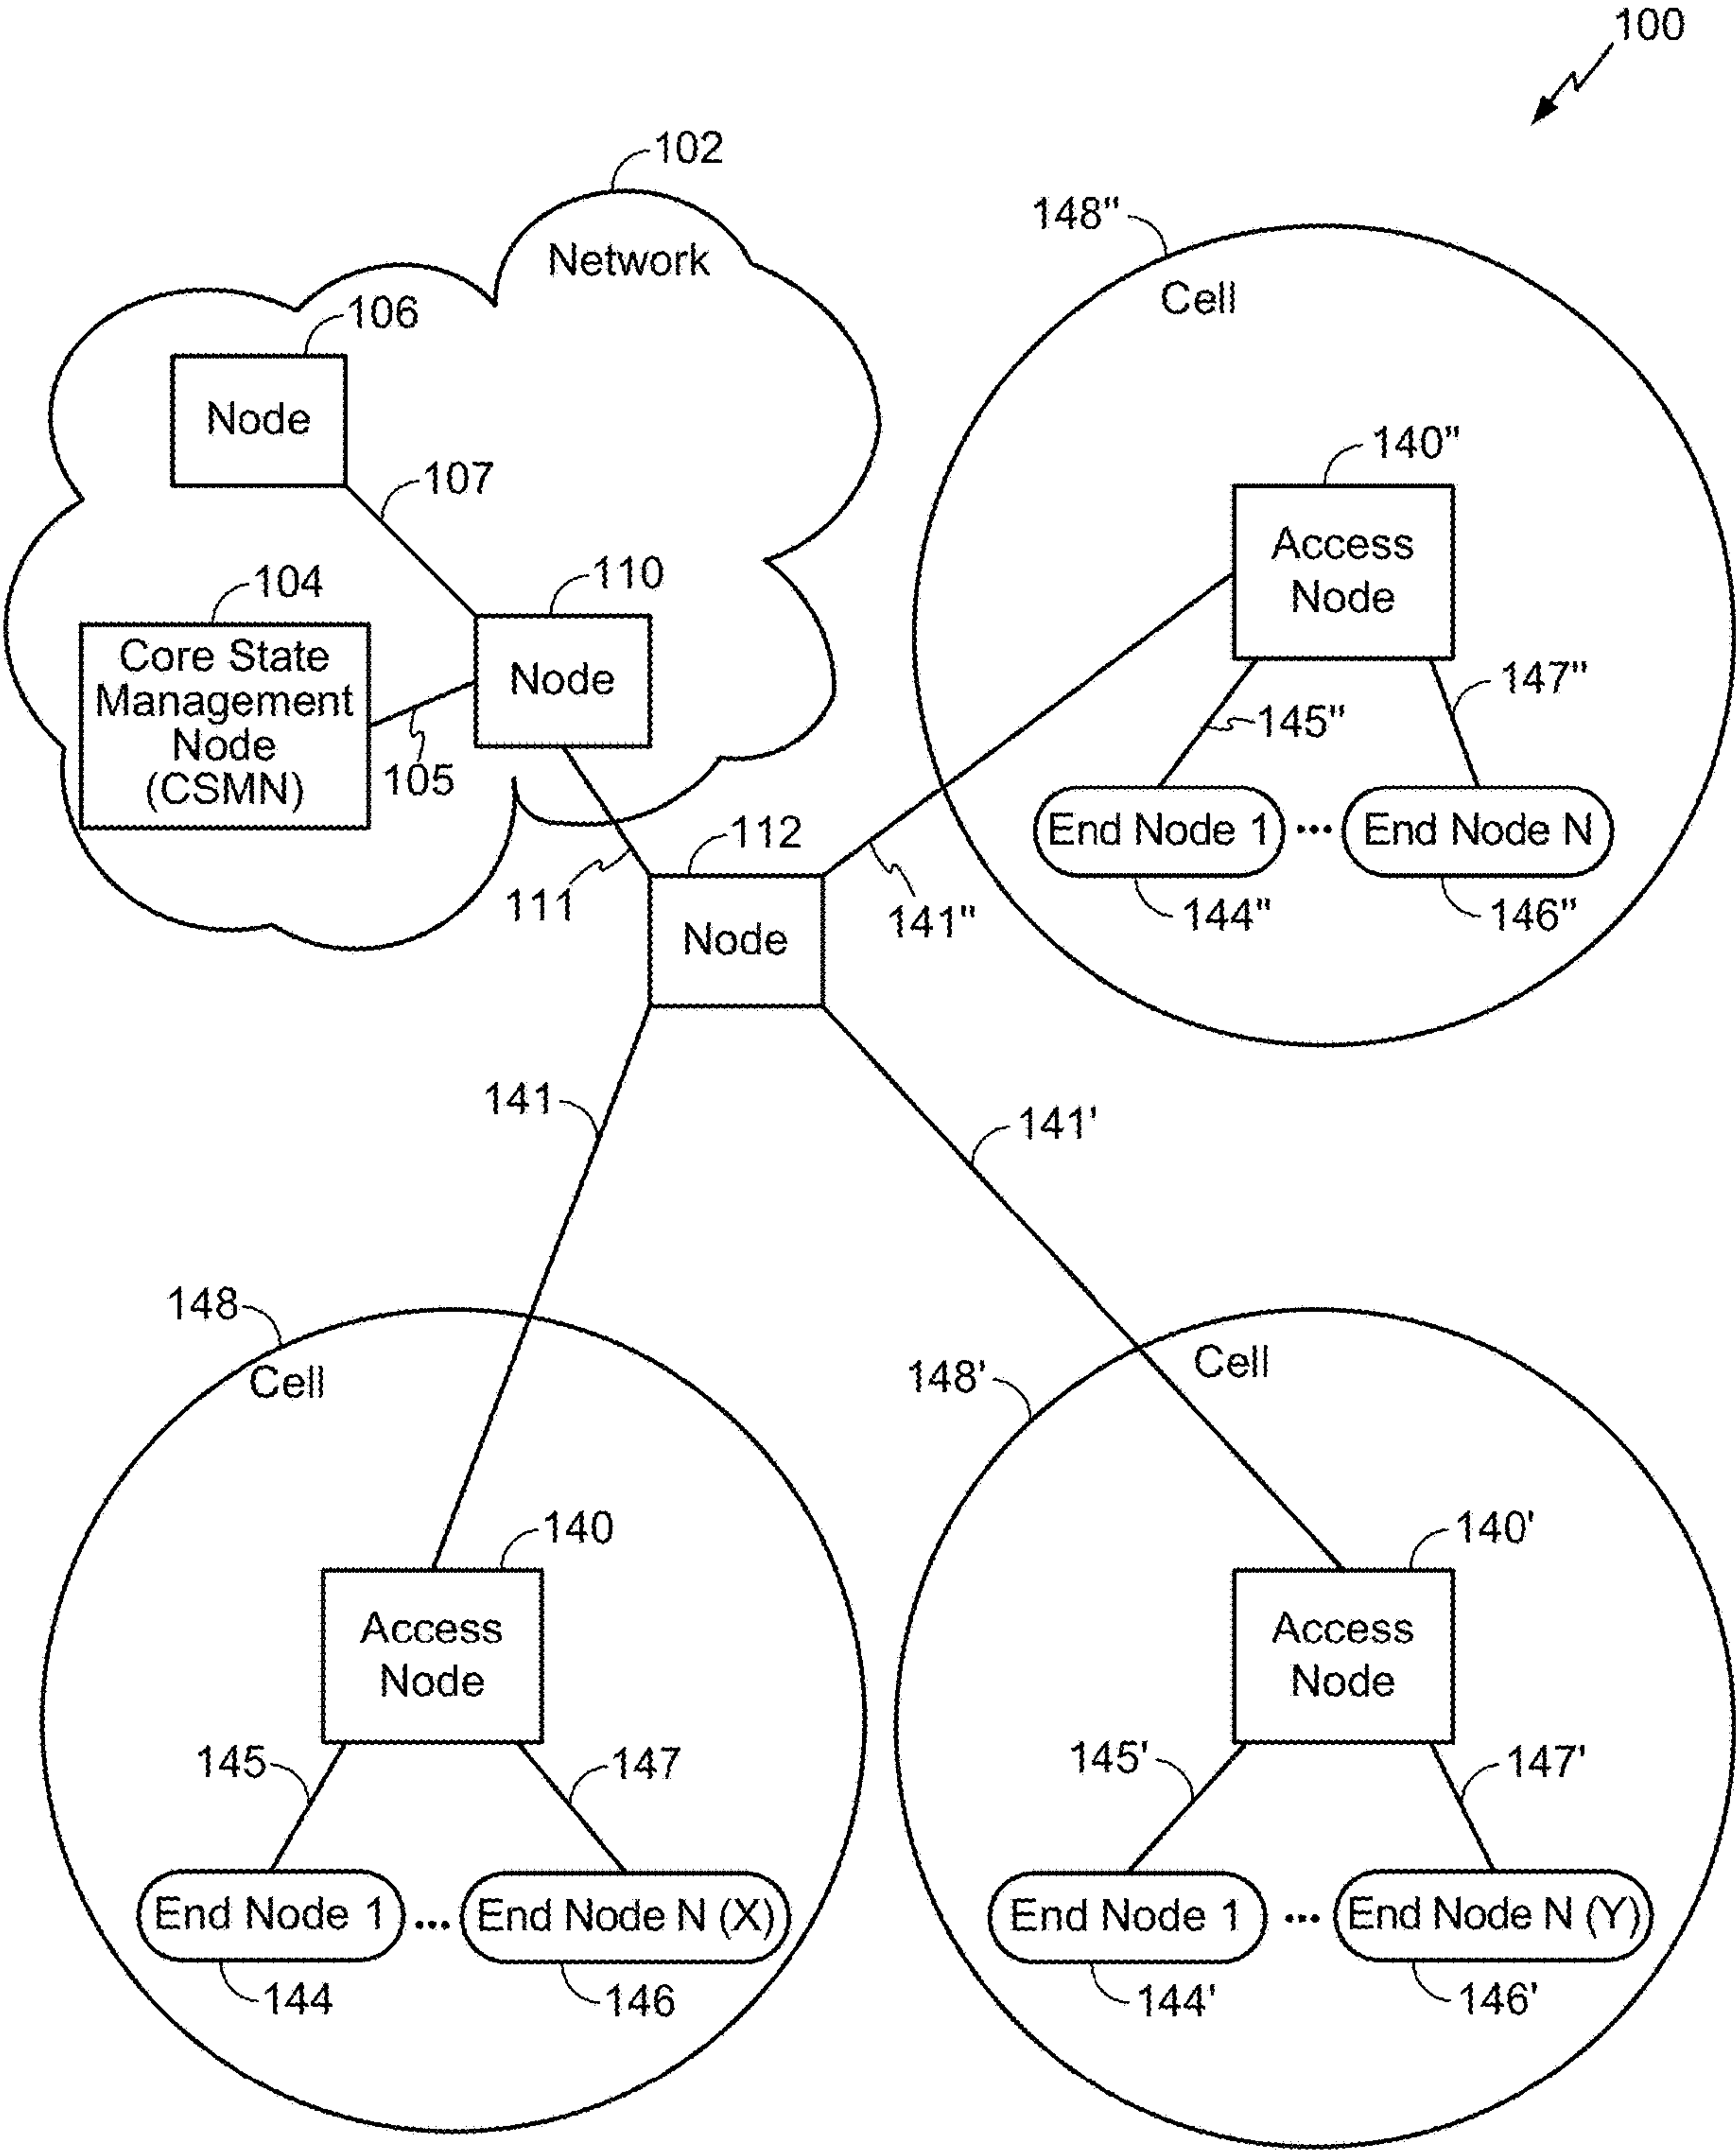 100
102
Network
148"
Cell
106
Node
107
140"
Access
Node
104
110
Core State
Management
Node
(CSMN)
Node
105
147"
145"
End Node 1 ... End Node N
144"
146"
112
111
141"
Node
141
141'
148
Cell
148'
Cell
140
140'
Access
Node
Access
Node
145
147
145'
147'
End Node 1 ... End Node N (X)
End Node 1 ... End Node N (Y)
144
146
144'
146'